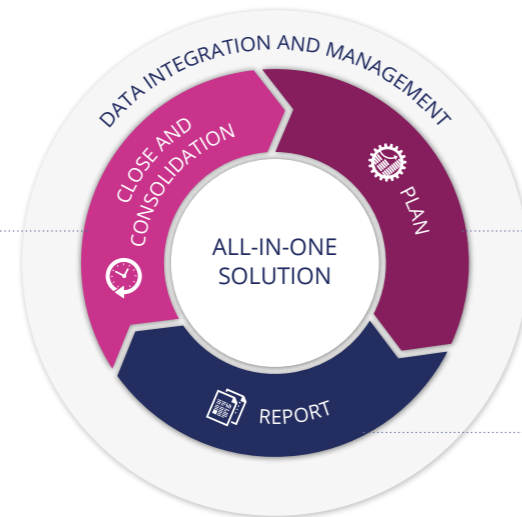 DATA INTEGRATION AND MANAGEMENT
CLOSE AND
CONSOLIDATION
PLAN
ALL-IN-ONE
SOLUTION
REPORT